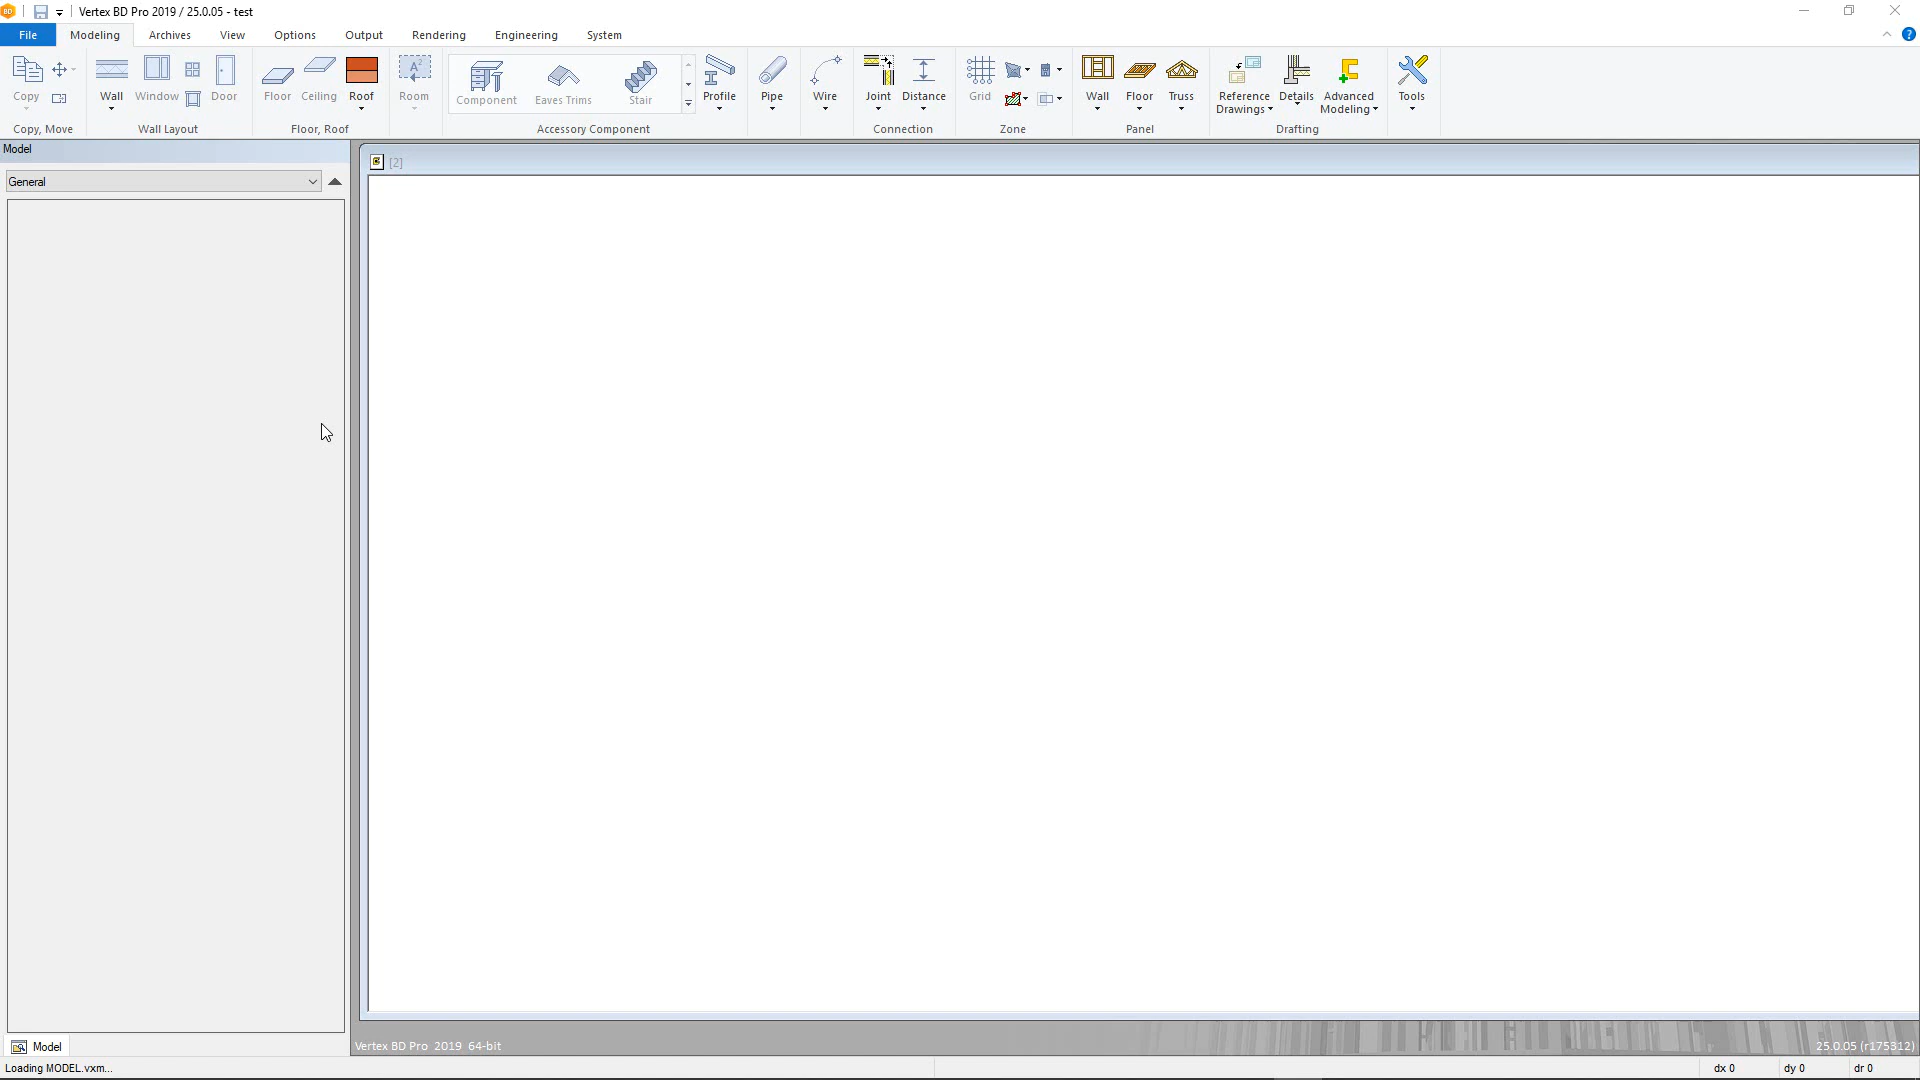 BD Vertex BD Pro 2019 / 25.0.05 - test
File Modeling Archives View Options Output Rendering Engineering System ?
Copy Wall Window Door Floor Ceiling Roof Room Component Eaves Trims Stair Profile Pipe Wire Joint Distance Grid Wall Floor Truss Reference Drawings Details Advanced Modeling Tools
Copy, Move Wall Layout Floor, Roof Accessory Component Connection Zone Panel Drafting
Model
[2]
General
Model
Vertex BD Pro 2019 64-bit 25.0.05 (r175312)
Loading MODEL.vxm... dx 0 dy 0 dr 0